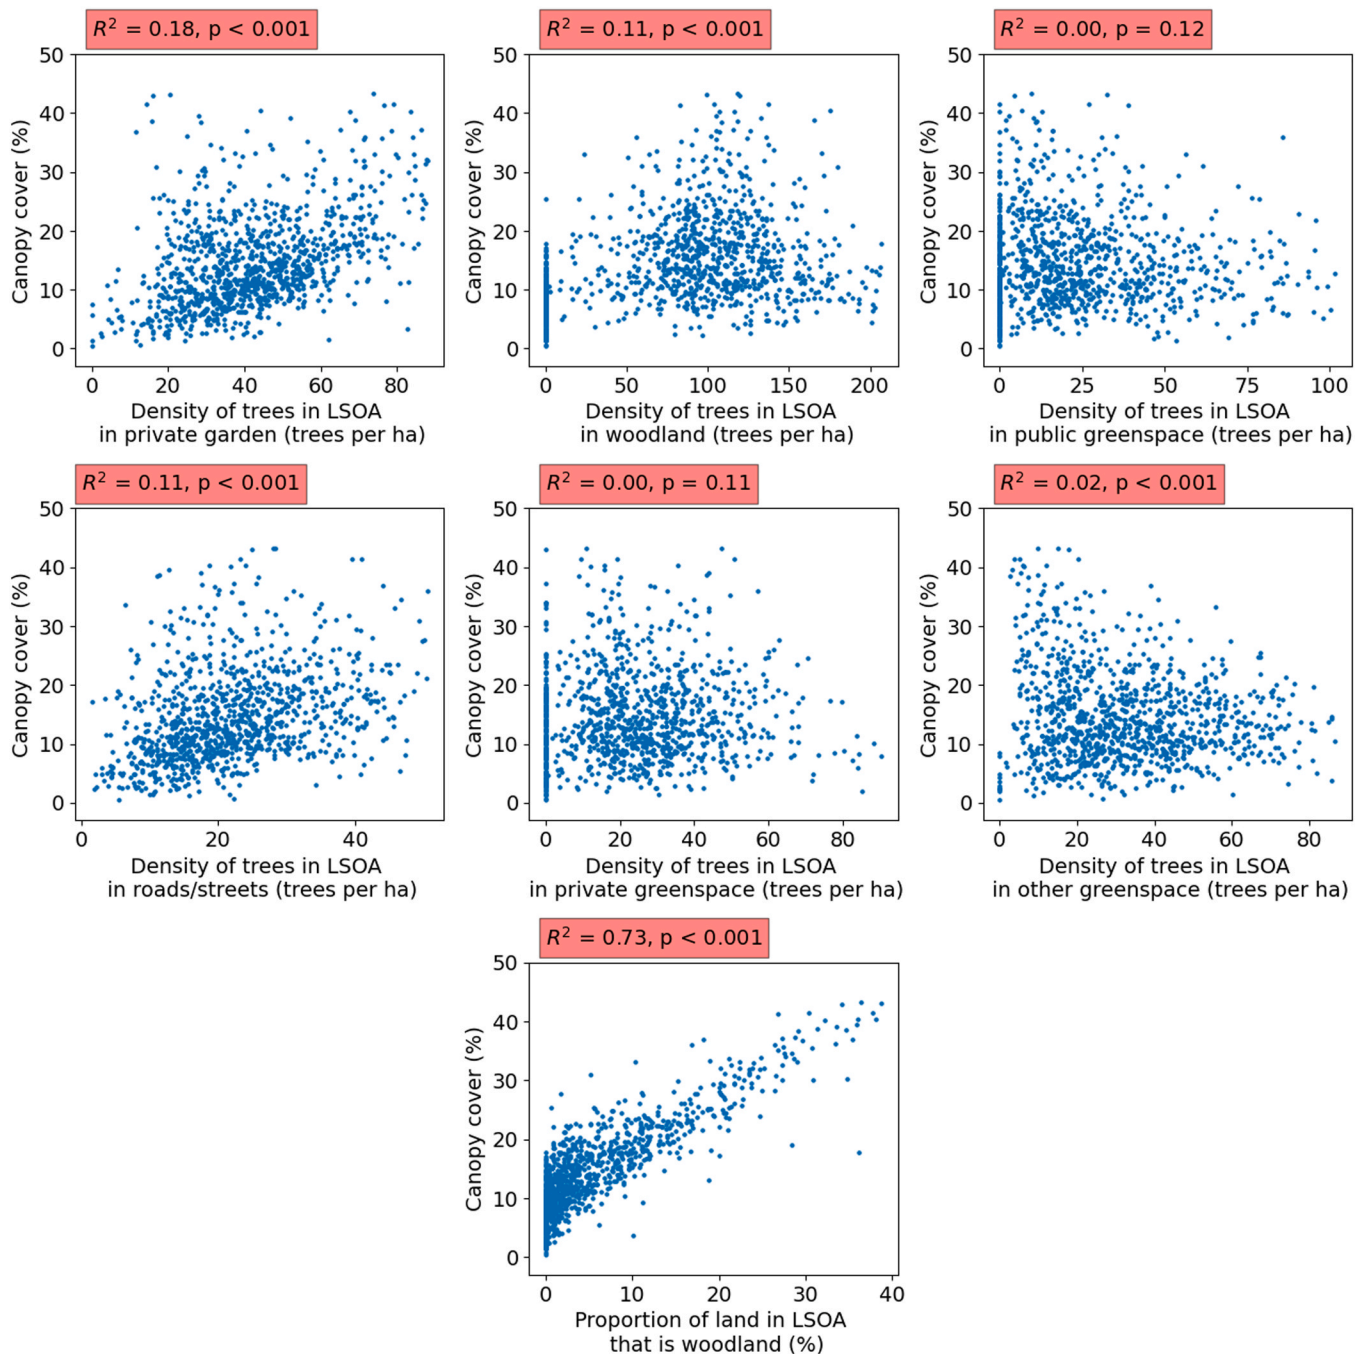 R² = 0.18, p < 0.001
50
40
30
20
10
0
Canopy cover (%)
0 20 40 60 80
Density of trees in LSOA
in private garden (trees per ha)
R² = 0.11, p < 0.001
50
40
30
20
10
0
Canopy cover (%)
0 50 100 150 200
Density of trees in LSOA
in woodland (trees per ha)
R² = 0.00, p = 0.12
50
40
30
20
10
0
Canopy cover (%)
0 25 50 75 100
Density of trees in LSOA
in public greenspace (trees per ha)
R² = 0.11, p < 0.001
50
40
30
20
10
0
Canopy cover (%)
0 20 40
Density of trees in LSOA
in roads/streets (trees per ha)
R² = 0.00, p = 0.11
50
40
30
20
10
0
Canopy cover (%)
0 20 40 60 80
Density of trees in LSOA
in private greenspace (trees per ha)
R² = 0.02, p < 0.001
50
40
30
20
10
0
Canopy cover (%)
0 20 40 60 80
Density of trees in LSOA
in other greenspace (trees per ha)
R² = 0.73, p < 0.001
50
40
30
20
10
0
Canopy cover (%)
0 10 20 30 40
Proportion of land in LSOA
that is woodland (%)